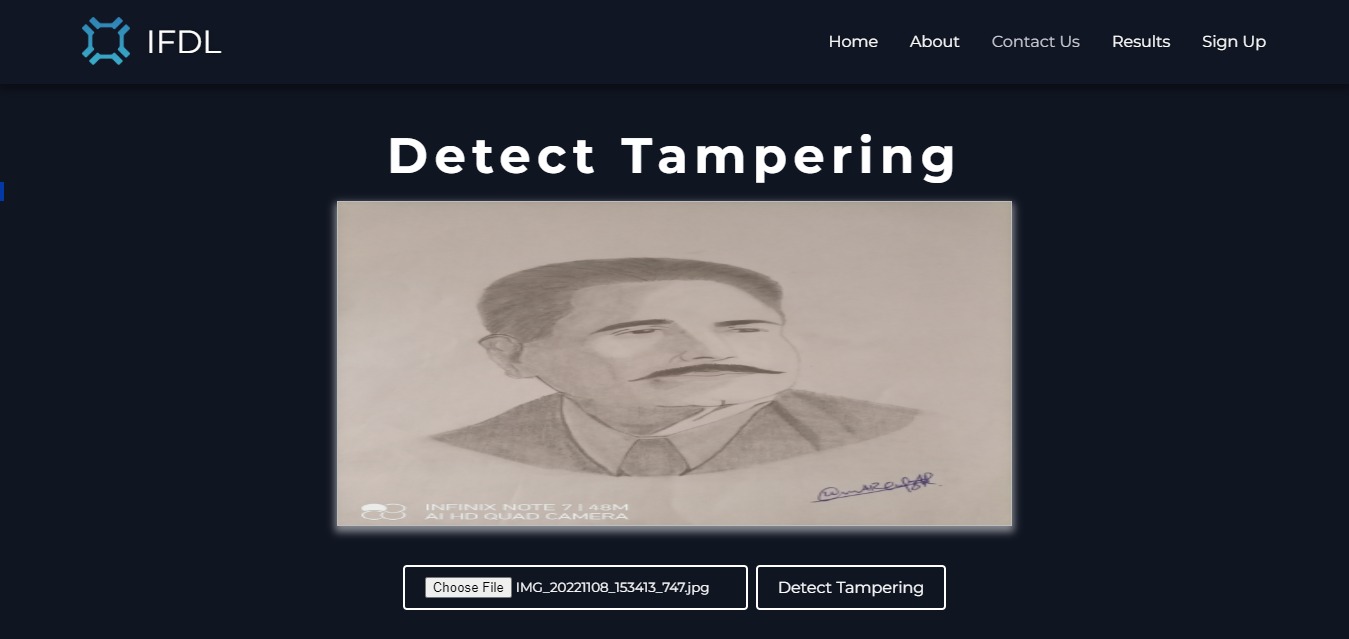 IFDL
Home About Contact Us Results Sign Up
Detect Tampering
INFINIX NOTE 7 | 48M
AI HD QUAD CAMERA
Choose File IMG_20221108_153413_747.jpg
Detect Tampering